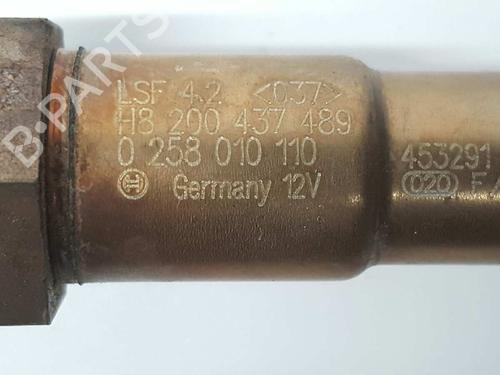 LSF 4.2 <037>
H8 200 437 489
0 258 010 110
Germany 12V
453291
020
B-PARTS